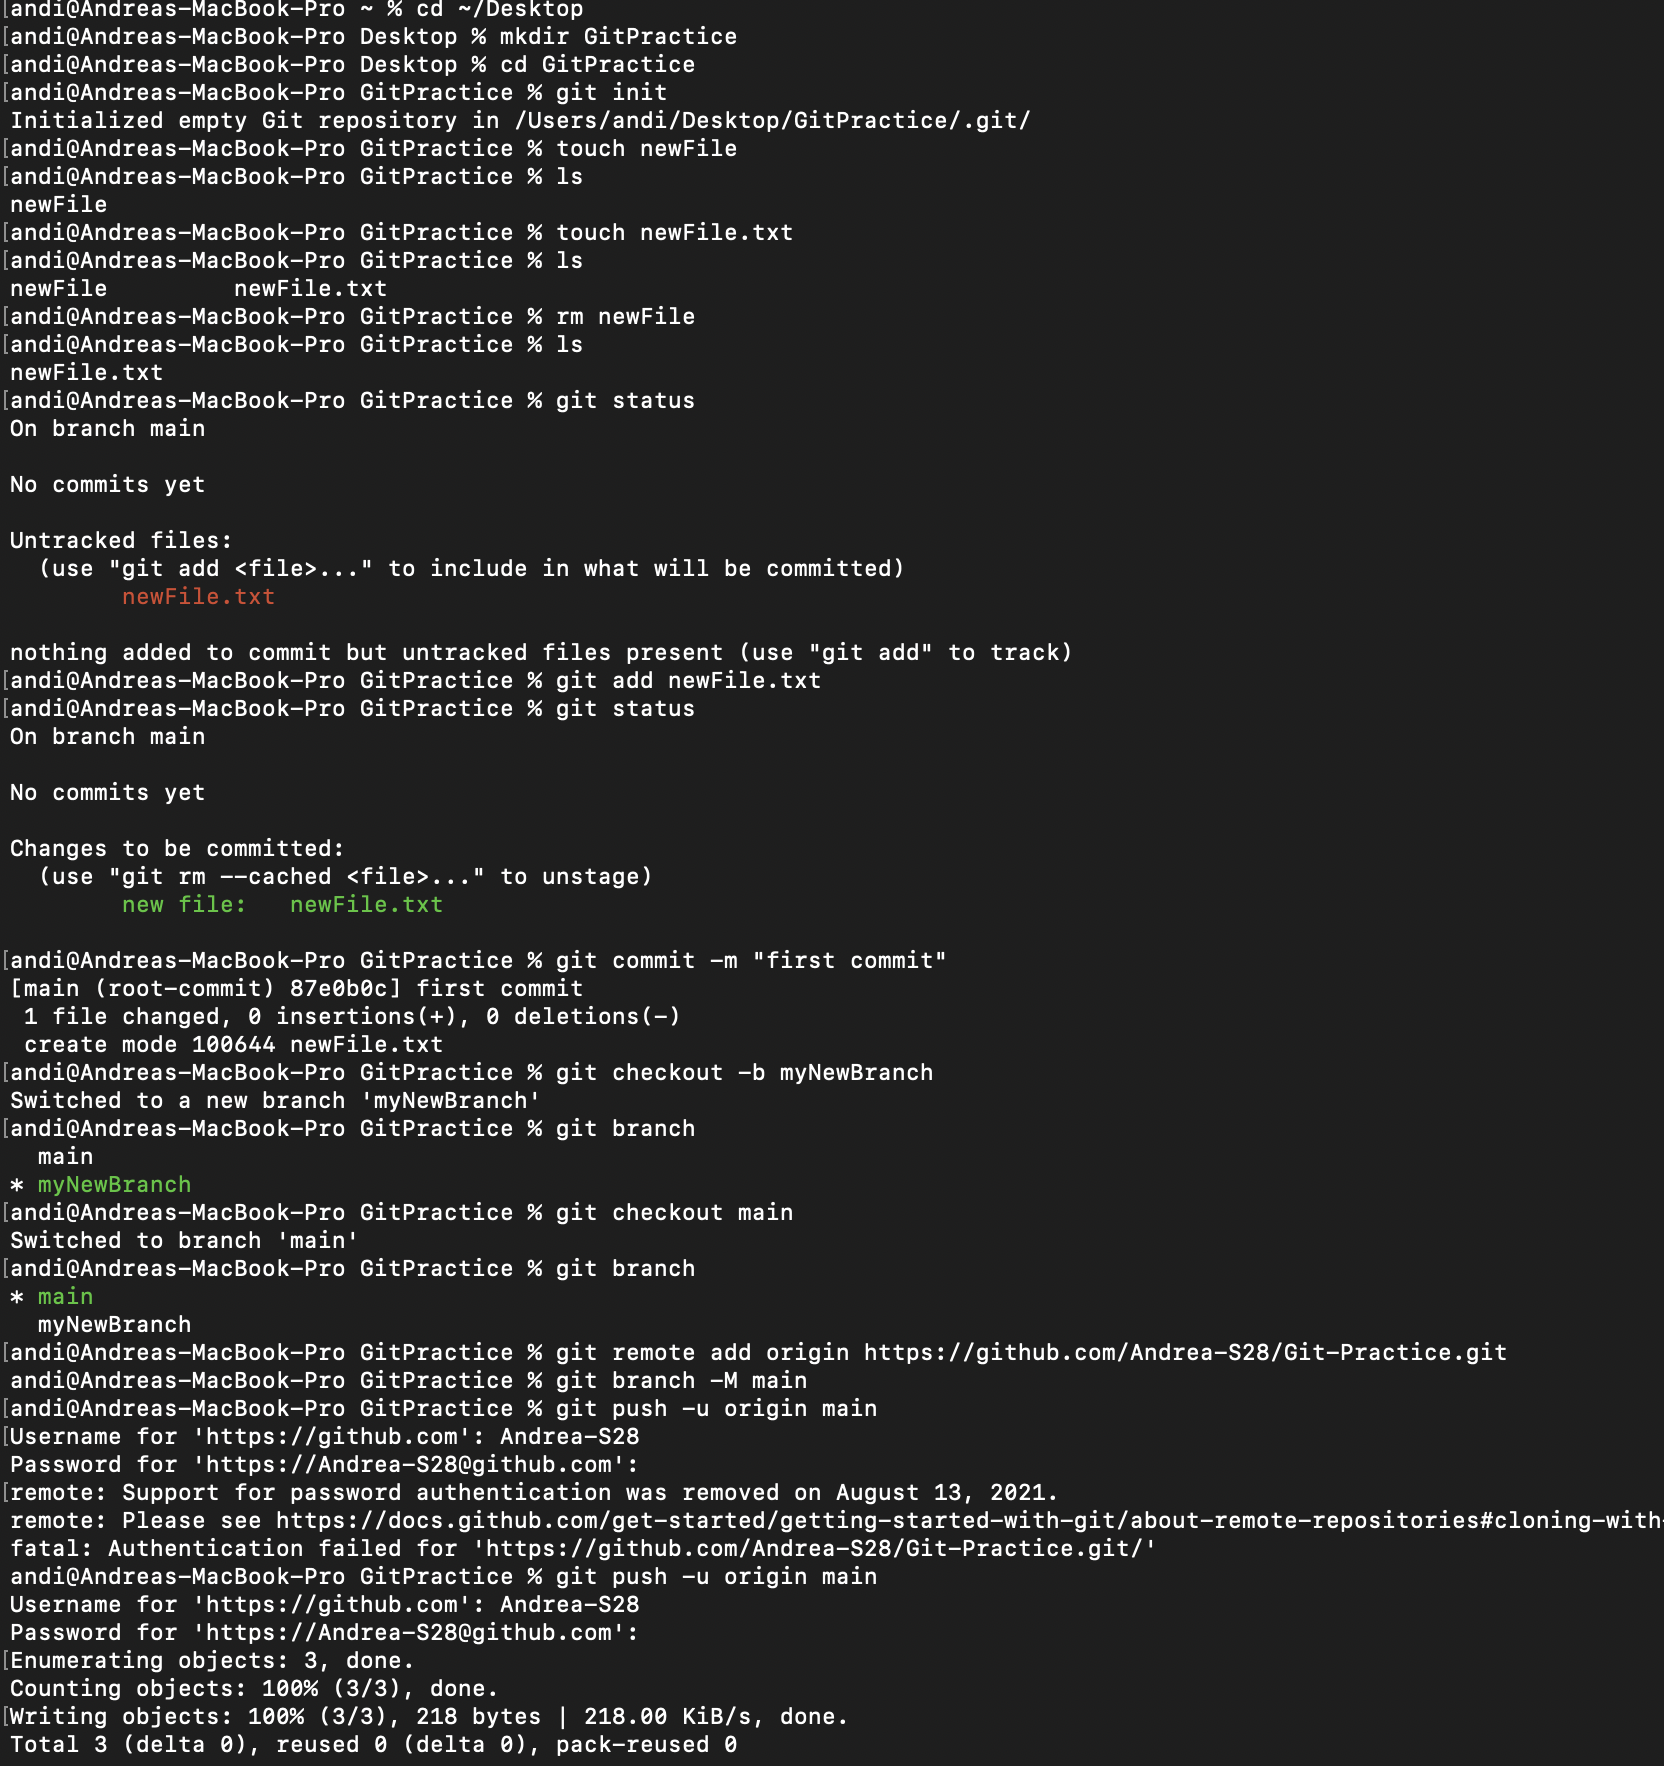 [andi@Andreas-MacBook-Pro ~ % cd ~/Desktop
[andi@Andreas-MacBook-Pro Desktop % mkdir GitPractice
[andi@Andreas-MacBook-Pro Desktop % cd GitPractice
[andi@Andreas-MacBook-Pro GitPractice % git init
Initialized empty Git repository in /Users/andi/Desktop/GitPractice/.git/
[andi@Andreas-MacBook-Pro GitPractice % touch newFile
[andi@Andreas-MacBook-Pro GitPractice % ls
newFile
[andi@Andreas-MacBook-Pro GitPractice % touch newFile.txt
[andi@Andreas-MacBook-Pro GitPractice % ls
newFile         newFile.txt
[andi@Andreas-MacBook-Pro GitPractice % rm newFile
[andi@Andreas-MacBook-Pro GitPractice % ls
newFile.txt
[andi@Andreas-MacBook-Pro GitPractice % git status
On branch main
No commits yet
Untracked files:
  (use "git add <file>..." to include in what will be committed)
        newFile.txt
nothing added to commit but untracked files present (use "git add" to track)
[andi@Andreas-MacBook-Pro GitPractice % git add newFile.txt
[andi@Andreas-MacBook-Pro GitPractice % git status
On branch main
No commits yet
Changes to be committed:
  (use "git rm --cached <file>..." to unstage)
        new file:   newFile.txt
[andi@Andreas-MacBook-Pro GitPractice % git commit -m "first commit"
[main (root-commit) 87e0b0c] first commit
 1 file changed, 0 insertions(+), 0 deletions(-)
 create mode 100644 newFile.txt
[andi@Andreas-MacBook-Pro GitPractice % git checkout -b myNewBranch
Switched to a new branch 'myNewBranch'
[andi@Andreas-MacBook-Pro GitPractice % git branch
  main
* myNewBranch
[andi@Andreas-MacBook-Pro GitPractice % git checkout main
Switched to branch 'main'
[andi@Andreas-MacBook-Pro GitPractice % git branch
* main
  myNewBranch
[andi@Andreas-MacBook-Pro GitPractice % git remote add origin https://github.com/Andrea-S28/Git-Practice.git
andi@Andreas-MacBook-Pro GitPractice % git branch -M main
[andi@Andreas-MacBook-Pro GitPractice % git push -u origin main
[Username for 'https://github.com': Andrea-S28
Password for 'https://Andrea-S28@github.com':
[remote: Support for password authentication was removed on August 13, 2021.
remote: Please see https://docs.github.com/get-started/getting-started-with-git/about-remote-repositories#cloning-with-
fatal: Authentication failed for 'https://github.com/Andrea-S28/Git-Practice.git/'
andi@Andreas-MacBook-Pro GitPractice % git push -u origin main
Username for 'https://github.com': Andrea-S28
Password for 'https://Andrea-S28@github.com':
[Enumerating objects: 3, done.
Counting objects: 100% (3/3), done.
[Writing objects: 100% (3/3), 218 bytes | 218.00 KiB/s, done.
Total 3 (delta 0), reused 0 (delta 0), pack-reused 0